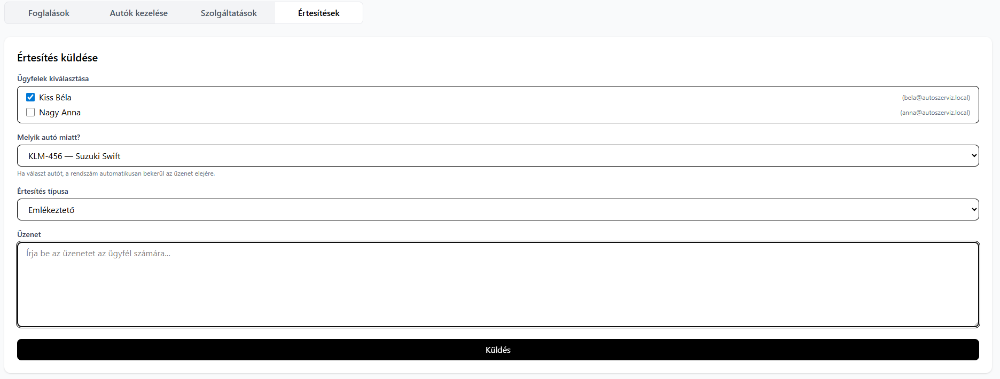 Foglalások Autók kezelése Szolgáltatások Értesítések
Értesítés küldése
Ügyfelek kiválasztása
Kiss Béla (bela@autoszerviz.local)
Nagy Anna (anna@autoszerviz.local)
Melyik autó miatt?
KLM-456 — Suzuki Swift
Ha választ autót, a rendszám automatikusan bekerül az üzenet elejére.
Értesítés típusa
Emlékeztető
Üzenet
Írja be az üzenetet az ügyfél számára...
Küldés